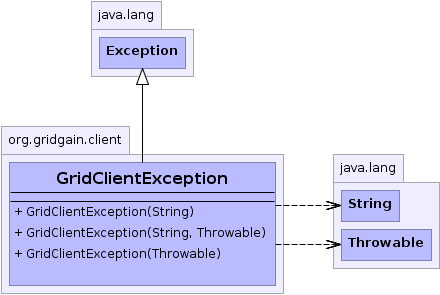 java.lang
Exception
org.gridgain.client
GridClientException
+ GridClientException(String)
+ GridClientException(String, Throwable)
+ GridClientException(Throwable)
java.lang
String
Throwable